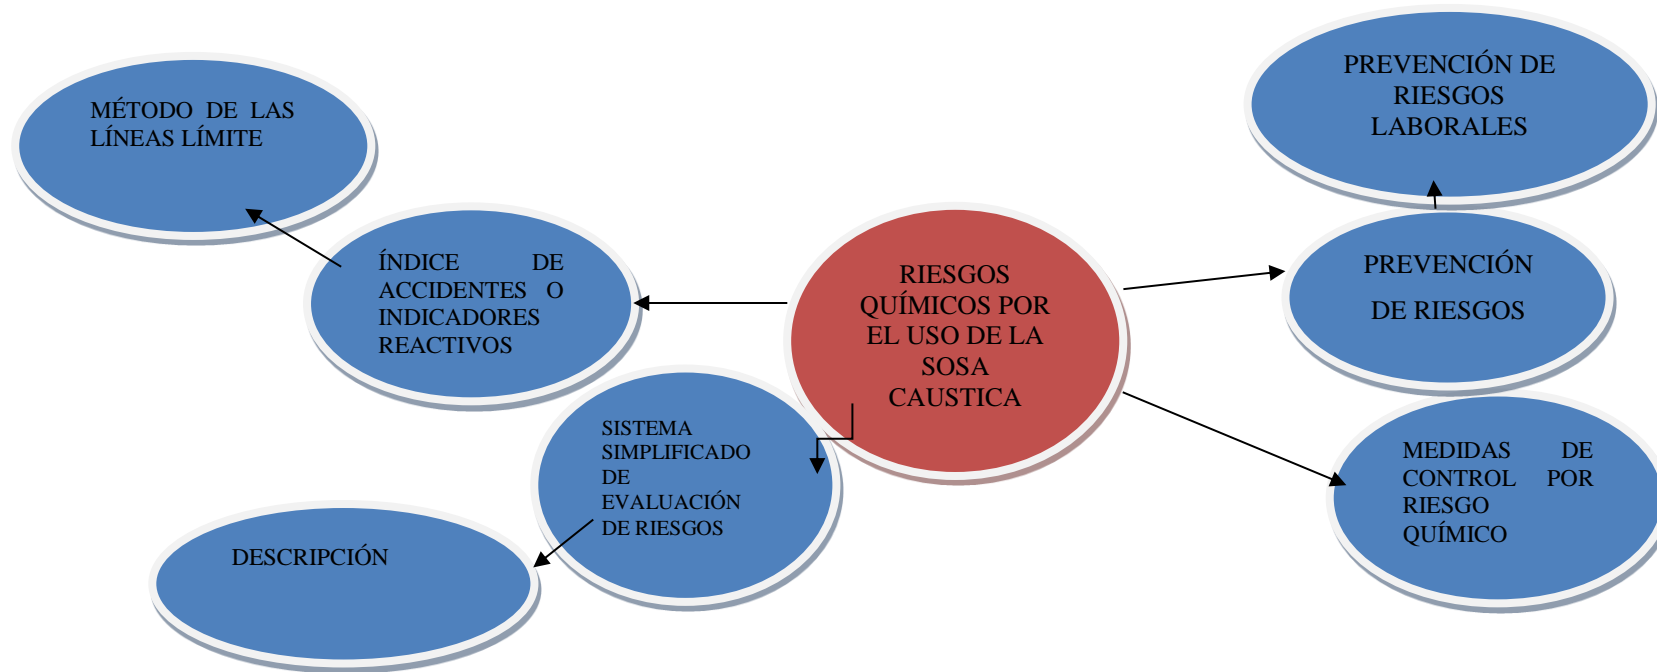 MÉTODO DE LAS
LÍNEAS LÍMITE
PREVENCIÓN DE
RIESGOS
LABORALES
ÍNDICE DE
ACCIDENTES O
INDICADORES
REACTIVOS
RIESGOS
QUÍMICOS POR
EL USO DE LA
SOSA
CAUSTICA
PREVENCIÓN
DE RIESGOS
SISTEMA
SIMPLIFICADO
DE
EVALUACIÓN
DE RIESGOS
MEDIDAS DE
CONTROL POR
RIESGO
QUÍMICO
DESCRIPCIÓN